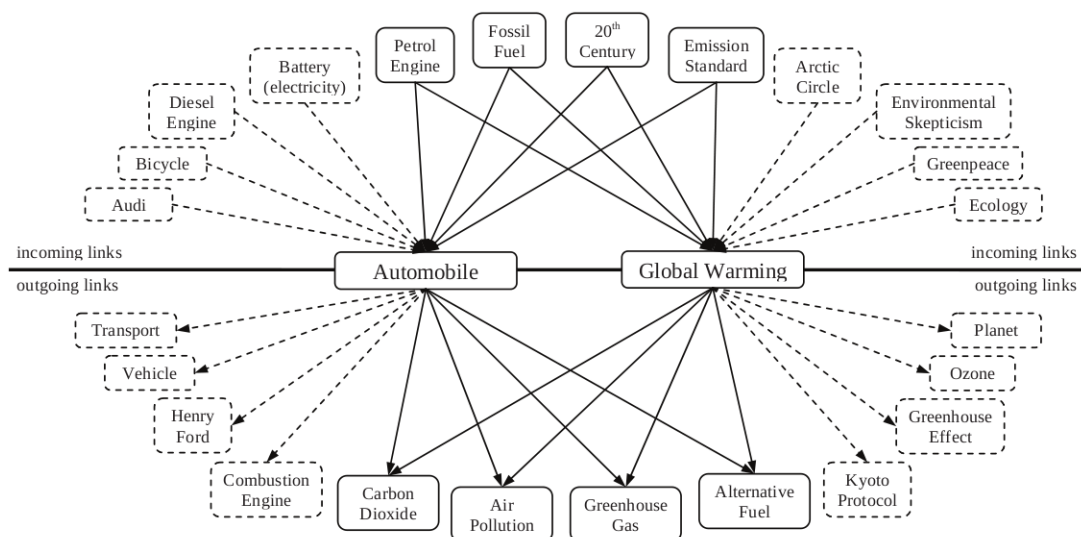 Petrol
Engine
Fossil
Fuel
20th
Century
Emission
Standard
Battery
(electricity)
Arctic
Circle
Diesel
Engine
Environmental
Skepticism
Bicycle
Greenpeace
Audi
Ecology
incoming links
incoming links
Automobile
Global Warming
outgoing links
outgoing links
Transport
Planet
Vehicle
Ozone
Henry
Ford
Greenhouse
Effect
Combustion
Engine
Carbon
Dioxide
Air
Pollution
Greenhouse
Gas
Alternative
Fuel
Kyoto
Protocol